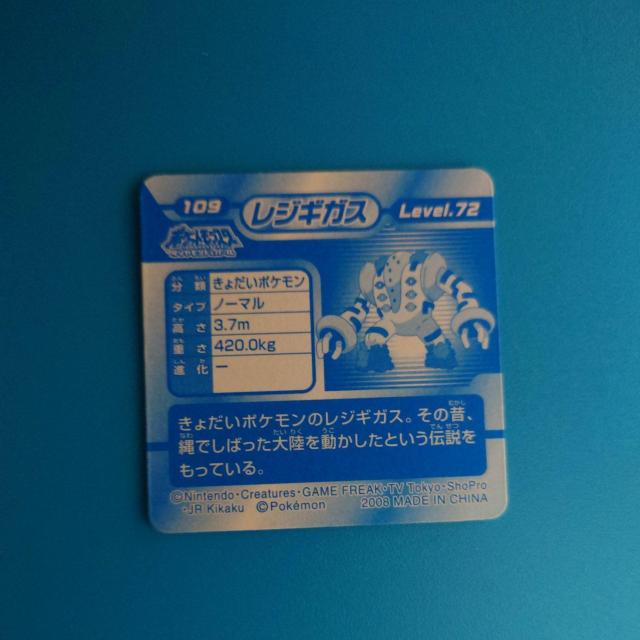 109 レジギガス Level.72
分類 きょだいポケモン
タイプ ノーマル
高さ 3.7m
重さ 420.0kg
進化 ー
きょだいポケモンのレジギガス。その昔、
縄でしばった大陸を動かしたという伝説を
もっている。
©Nintendo・Creatures・GAME FREAK・TV Tokyo・ShoPro
・JR Kikaku ©Pokémon 2008 MADE IN CHINA